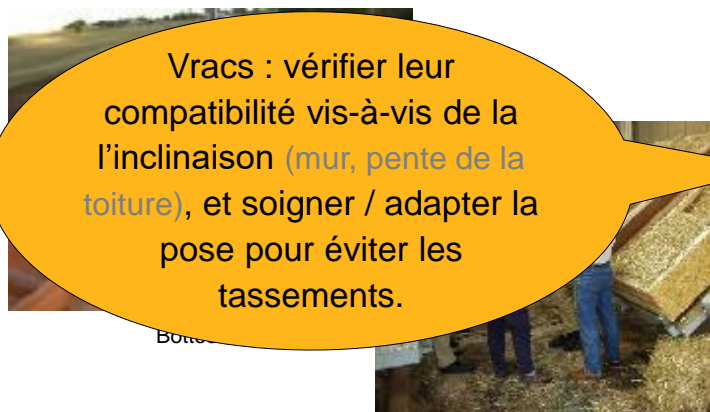 Vracs : vérifier leur
compatibilité vis-à-vis de la
l’inclinaison (mur, pente de la
toiture), et soigner / adapter la
pose pour éviter les
tassements.